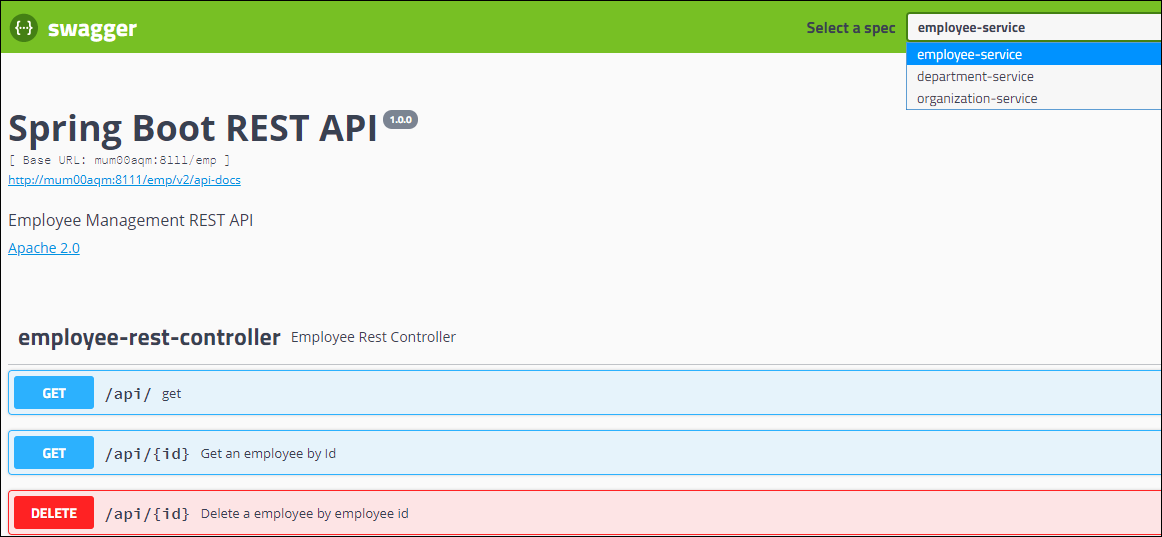 {···} swagger
Select a spec employee-service
employee-service
department-service
organization-service
Spring Boot REST API 1.0.0
[ Base URL: mum00aqm:8111/emp ]
http://mum00aqm:8111/emp/v2/api-docs
Employee Management REST API
Apache 2.0
employee-rest-controller Employee Rest Controller
GET /api/ get
GET /api/{id} Get an employee by Id
DELETE /api/{id} Delete a employee by employee id